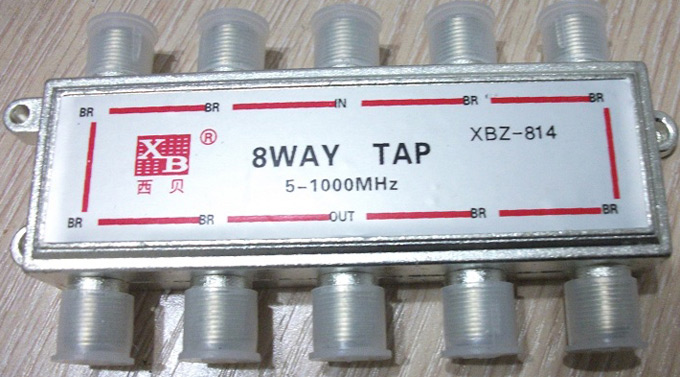 BR BR IN BR BR
XB ®
西贝
8WAY TAP
XBZ-814
5-1000MHz
BR BR OUT BR BR